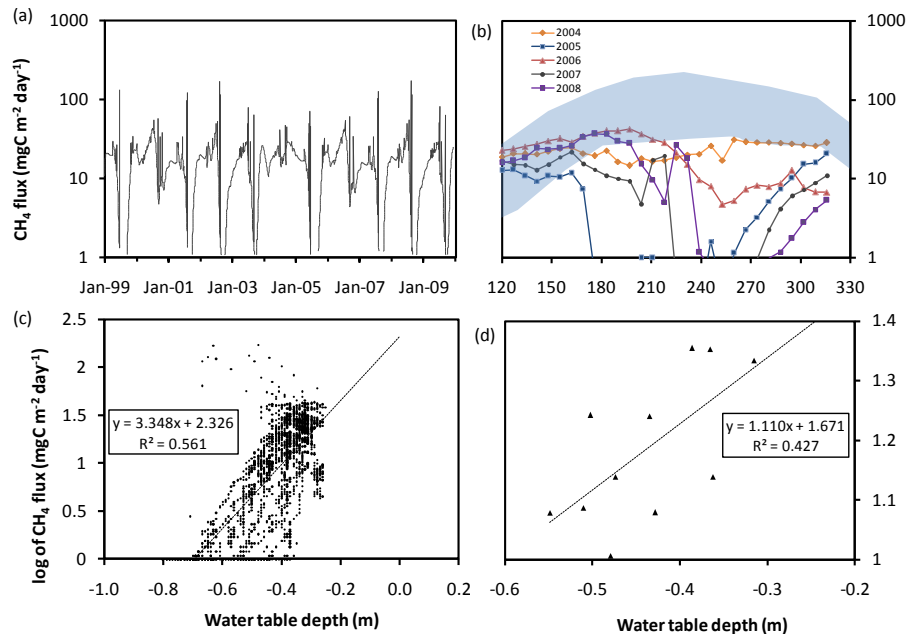 (a)
1000
100
10
1
CH₄ flux (mgC m⁻² day⁻¹)
Jan-99 Jan-01 Jan-03 Jan-05 Jan-07 Jan-09
(b)
2004
2005
2006
2007
2008
1000
100
10
1
120 150 180 210 240 270 300 330
(c)
2.5
2
1.5
1
0.5
0
log of CH₄ flux (mgC m⁻² day⁻¹)
y = 3.348x + 2.326
R² = 0.561
-1.0 -0.8 -0.6 -0.4 -0.2 0.0 0.2
Water table depth (m)
(d)
1.4
1.3
1.2
1.1
1
y = 1.110x + 1.671
R² = 0.427
-0.6 -0.5 -0.4 -0.3 -0.2
Water table depth (m)